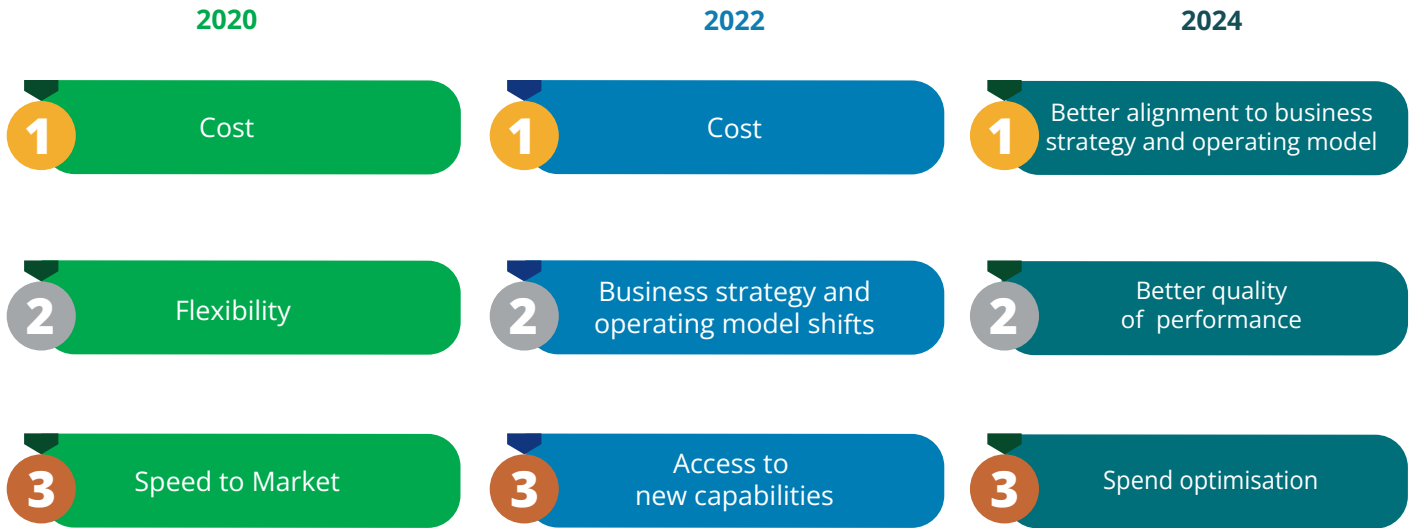 2020
2022
2024
1
Cost
1
Cost
1
Better alignment to business
strategy and operating model
2
Flexibility
2
Business strategy and
operating model shifts
2
Better quality
of performance
3
Speed to Market
3
Access to
new capabilities
3
Spend optimisation